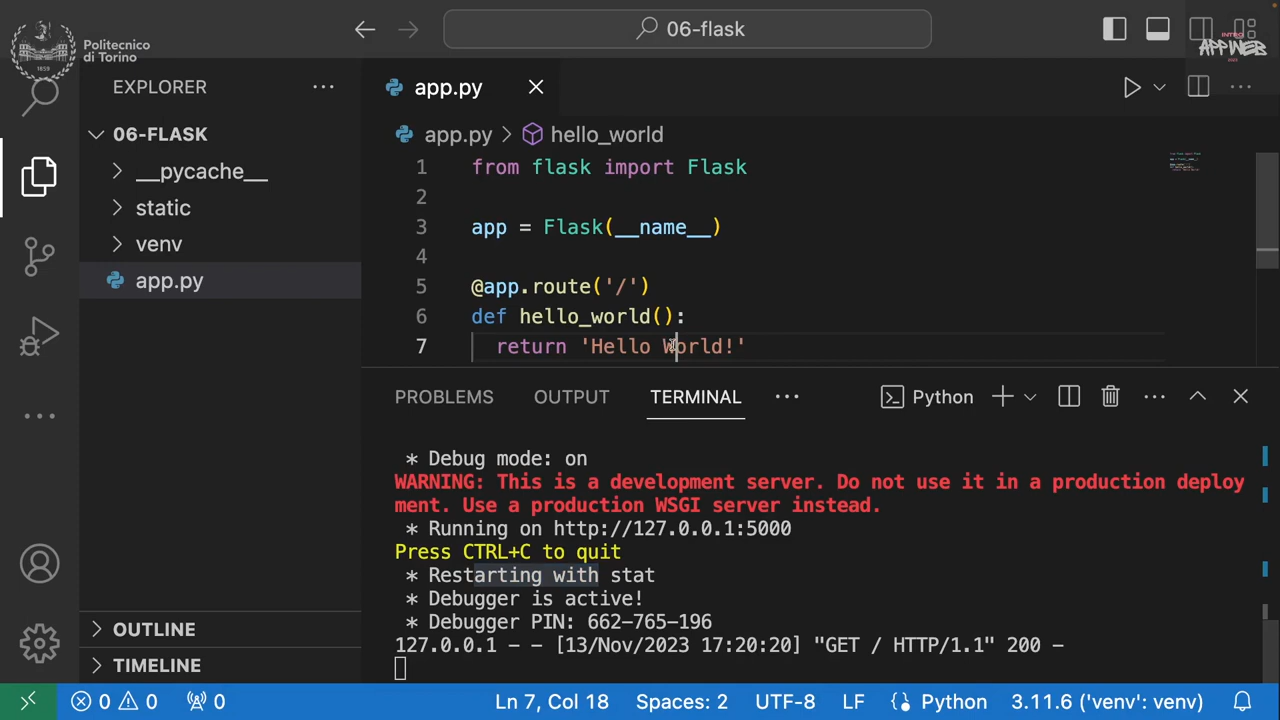 Politecnico
di Torino
1859
06-flask
INTRO
APPIWEB
EXPLORER
app.py
06-FLASK
app.py > hello_world
__pycache__
static
venv
app.py
1 from flask import Flask
2
3 app = Flask(__name__)
4
5 @app.route('/')
6 def hello_world():
7 return 'Hello World!'
PROBLEMS OUTPUT TERMINAL Python
* Debug mode: on
WARNING: This is a development server. Do not use it in a production deploy
ment. Use a production WSGI server instead.
* Running on http://127.0.0.1:5000
Press CTRL+C to quit
* Restarting with stat
* Debugger is active!
* Debugger PIN: 662-765-196
127.0.0.1 - - [13/Nov/2023 17:20:20] "GET / HTTP/1.1" 200 -
OUTLINE
TIMELINE
0 0 0 Ln 7, Col 18 Spaces: 2 UTF-8 LF Python 3.11.6 ('venv': venv)